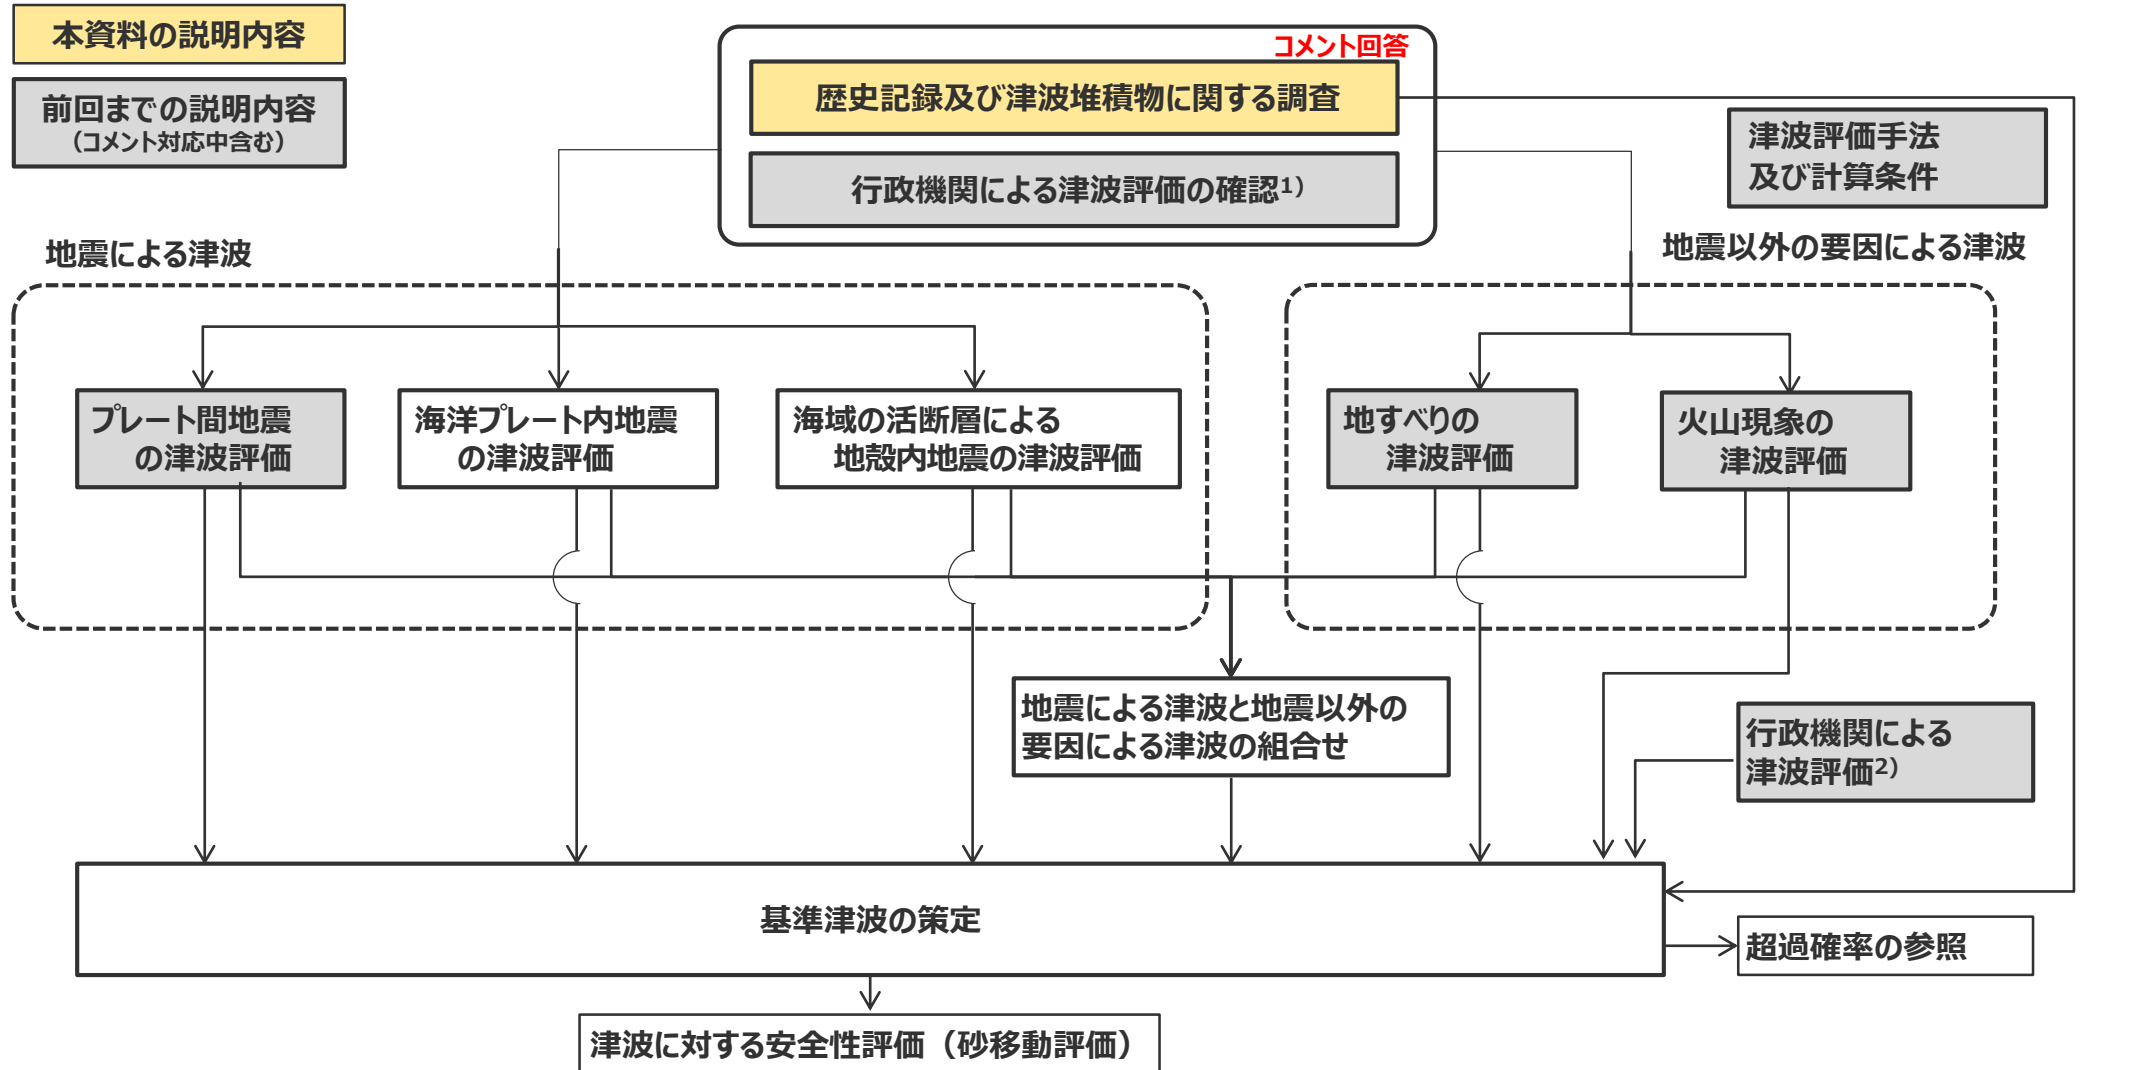 本資料の説明内容
前回までの説明内容
（コメント対応中含む）
コメント回答
歴史記録及び津波堆積物に関する調査
行政機関による津波評価の確認1）
津波評価手法
及び計算条件
地震による津波
地震以外の要因による津波
プレート間地震
の津波評価
海洋プレート内地震
の津波評価
海域の活断層による
地殻内地震の津波評価
地すべりの
津波評価
火山現象の
津波評価
地震による津波と地震以外の
要因による津波の組合せ
行政機関による
津波評価2）
基準津波の策定
超過確率の参照
津波に対する安全性評価（砂移動評価）